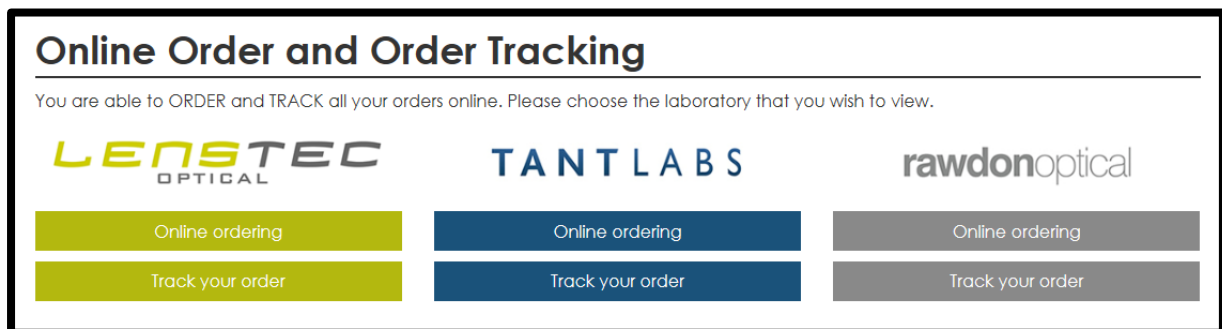 Online Order and Order Tracking
You are able to ORDER and TRACK all your orders online. Please choose the laboratory that you wish to view.
LENSTEC
OPTICAL
TANTLABS
rawdonoptical
Online ordering
Online ordering
Online ordering
Track your order
Track your order
Track your order